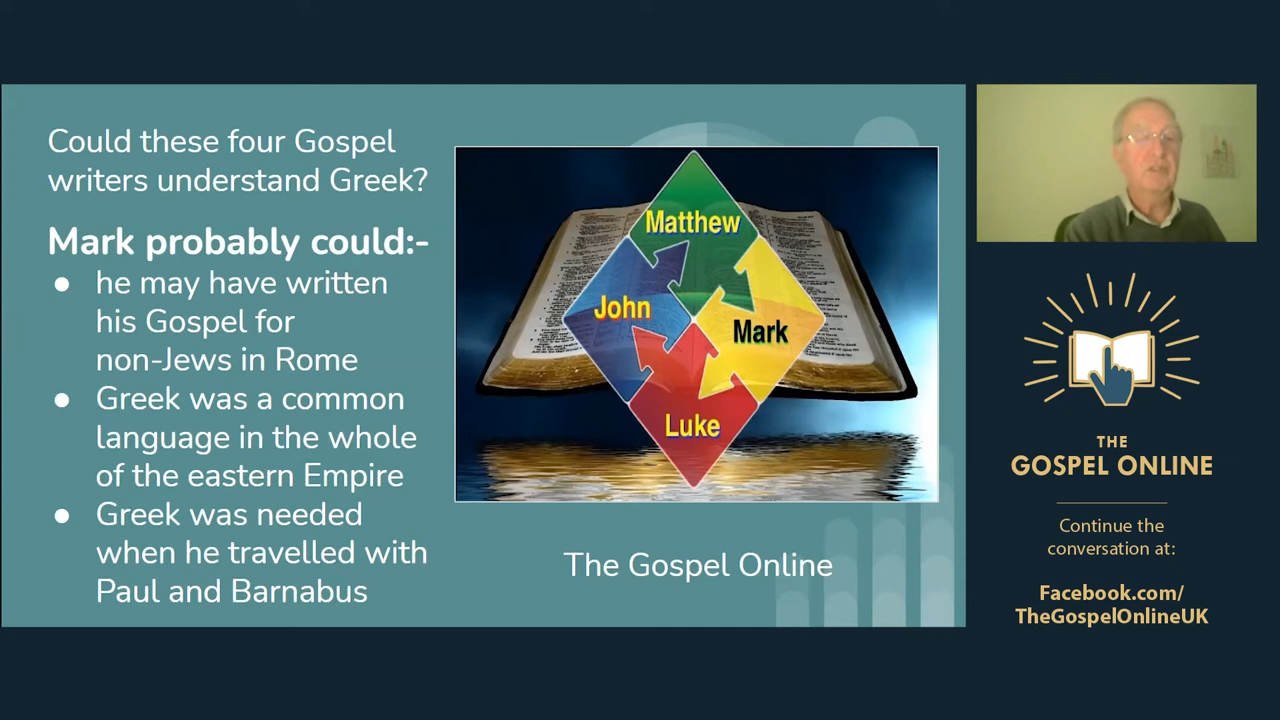 Could these four Gospel
writers understand Greek?
Mark probably could:-
● he may have written
his Gospel for
non-Jews in Rome
● Greek was a common
language in the whole
of the eastern Empire
● Greek was needed
when he travelled with
Paul and Barnabus
Matthew
John
Mark
Luke
The Gospel Online
THE
GOSPEL ONLINE
Continue the
conversation at:
Facebook.com/
TheGospelOnlineUK